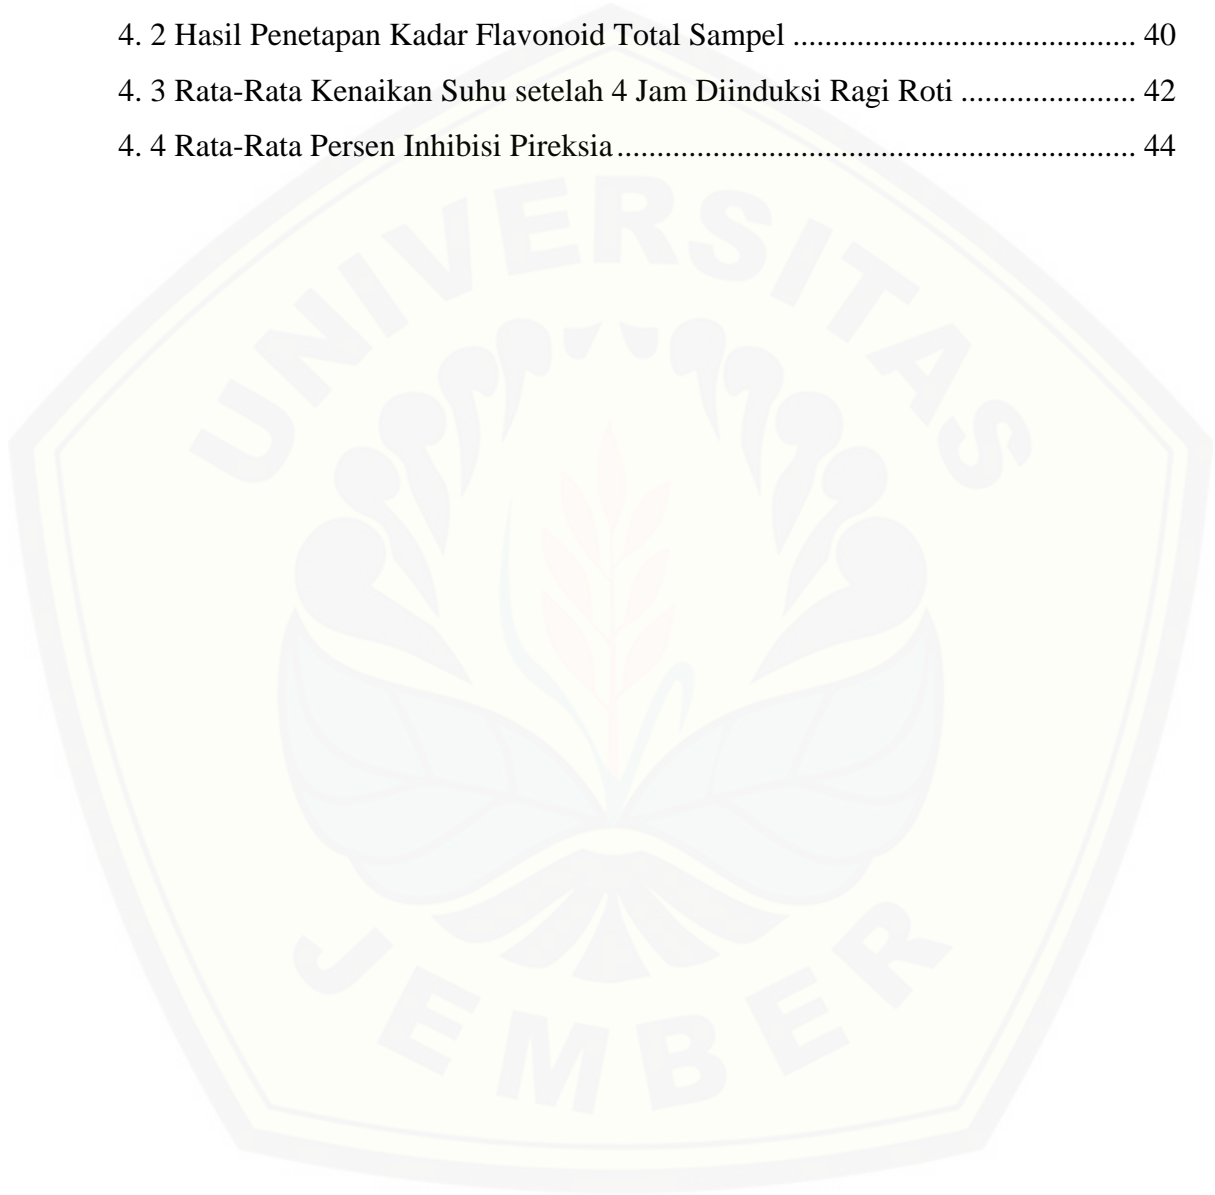 4. 2 Hasil Penetapan Kadar Flavonoid Total Sampel ........................................... 40
4. 3 Rata-Rata Kenaikan Suhu setelah 4 Jam Diinduksi Ragi Roti ...................... 42
4. 4 Rata-Rata Persen Inhibisi Pireksia ................................................................. 44
UNIVERSITAS
JEMBER